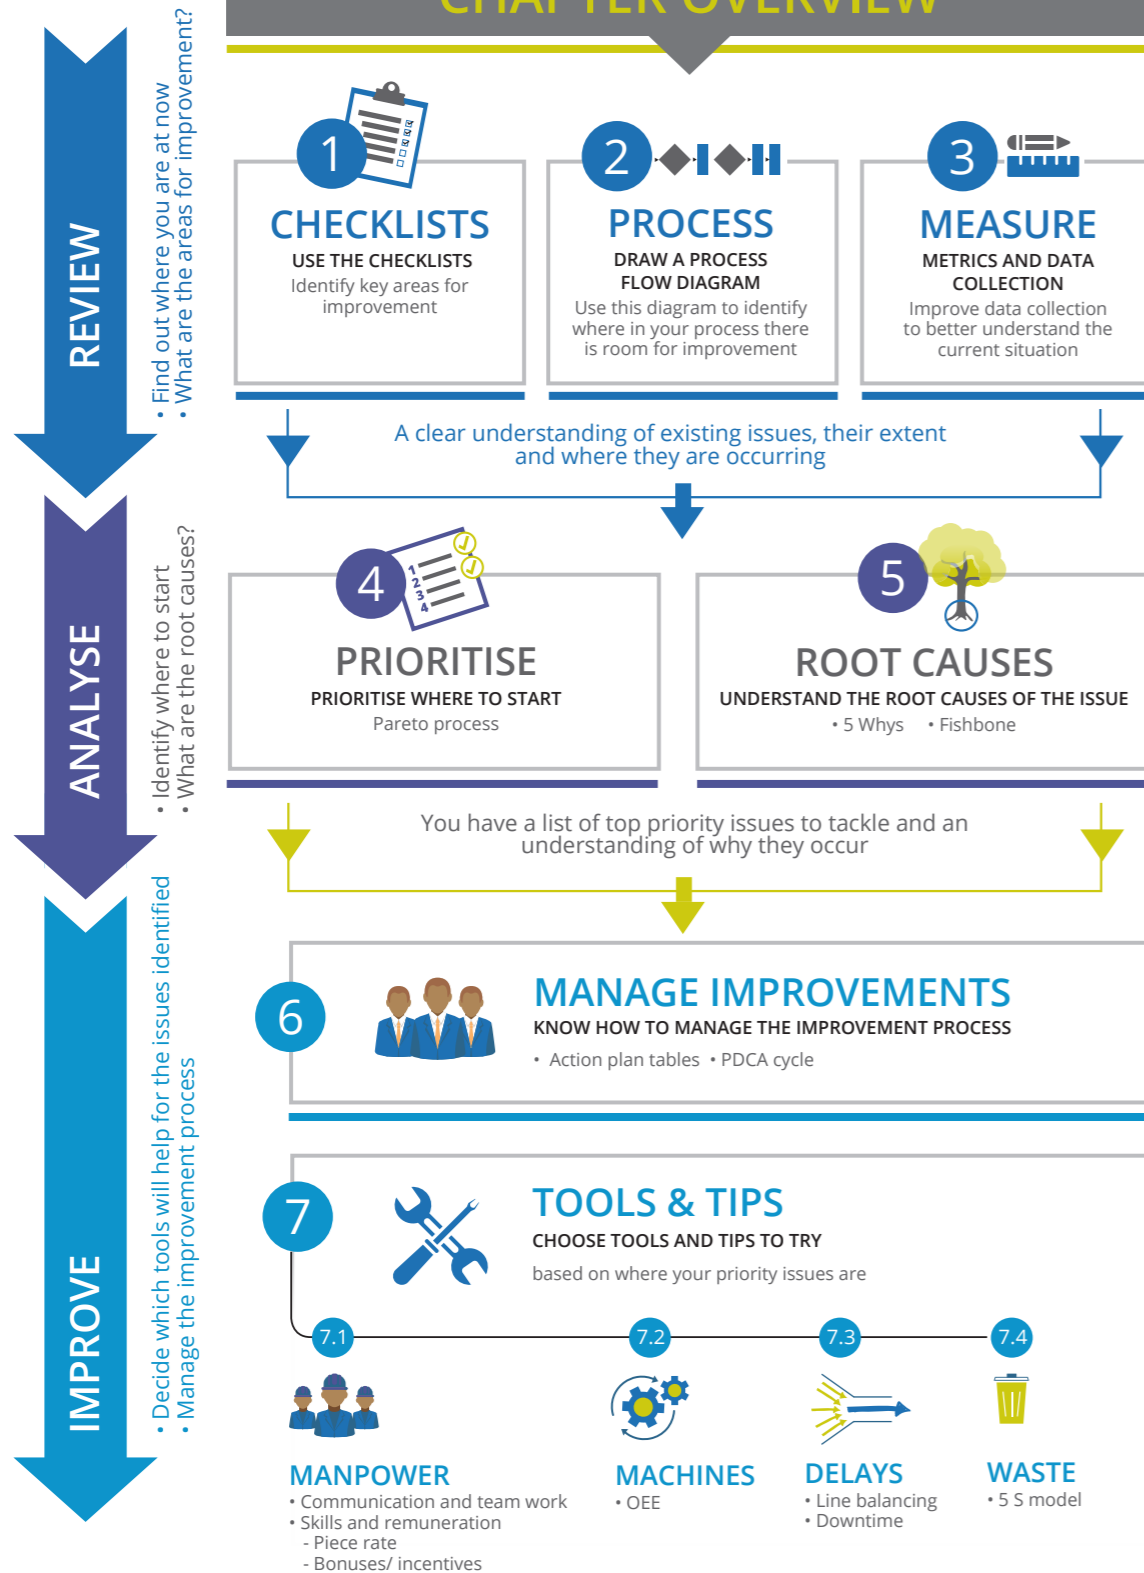 CHAPTER OVERVIEW
REVIEW
• Find out where you are at now
• What are the areas for improvement?
1
CHECKLISTS
USE THE CHECKLISTS
Identify key areas for
improvement
2
PROCESS
DRAW A PROCESS
FLOW DIAGRAM
Use this diagram to identify
where in your process there
is room for improvement
3
MEASURE
METRICS AND DATA
COLLECTION
Improve data collection
to better understand the
current situation
A clear understanding of existing issues, their extent
and where they are occurring
ANALYSE
• Identify where to start
• What are the root causes?
4
1
2
3
4
PRIORITISE
PRIORITISE WHERE TO START
Pareto process
5
ROOT CAUSES
UNDERSTAND THE ROOT CAUSES OF THE ISSUE
• 5 Whys • Fishbone
You have a list of top priority issues to tackle and an
understanding of why they occur
IMPROVE
• Decide which tools will help for the issues identified
• Manage the improvement process
6
MANAGE IMPROVEMENTS
KNOW HOW TO MANAGE THE IMPROVEMENT PROCESS
• Action plan tables • PDCA cycle
7
TOOLS & TIPS
CHOOSE TOOLS AND TIPS TO TRY
based on where your priority issues are
7.1
MANPOWER
• Communication and team work
• Skills and remuneration
- Piece rate
- Bonuses/ incentives
7.2
MACHINES
• OEE
7.3
DELAYS
• Line balancing
• Downtime
7.4
WASTE
• 5 S model